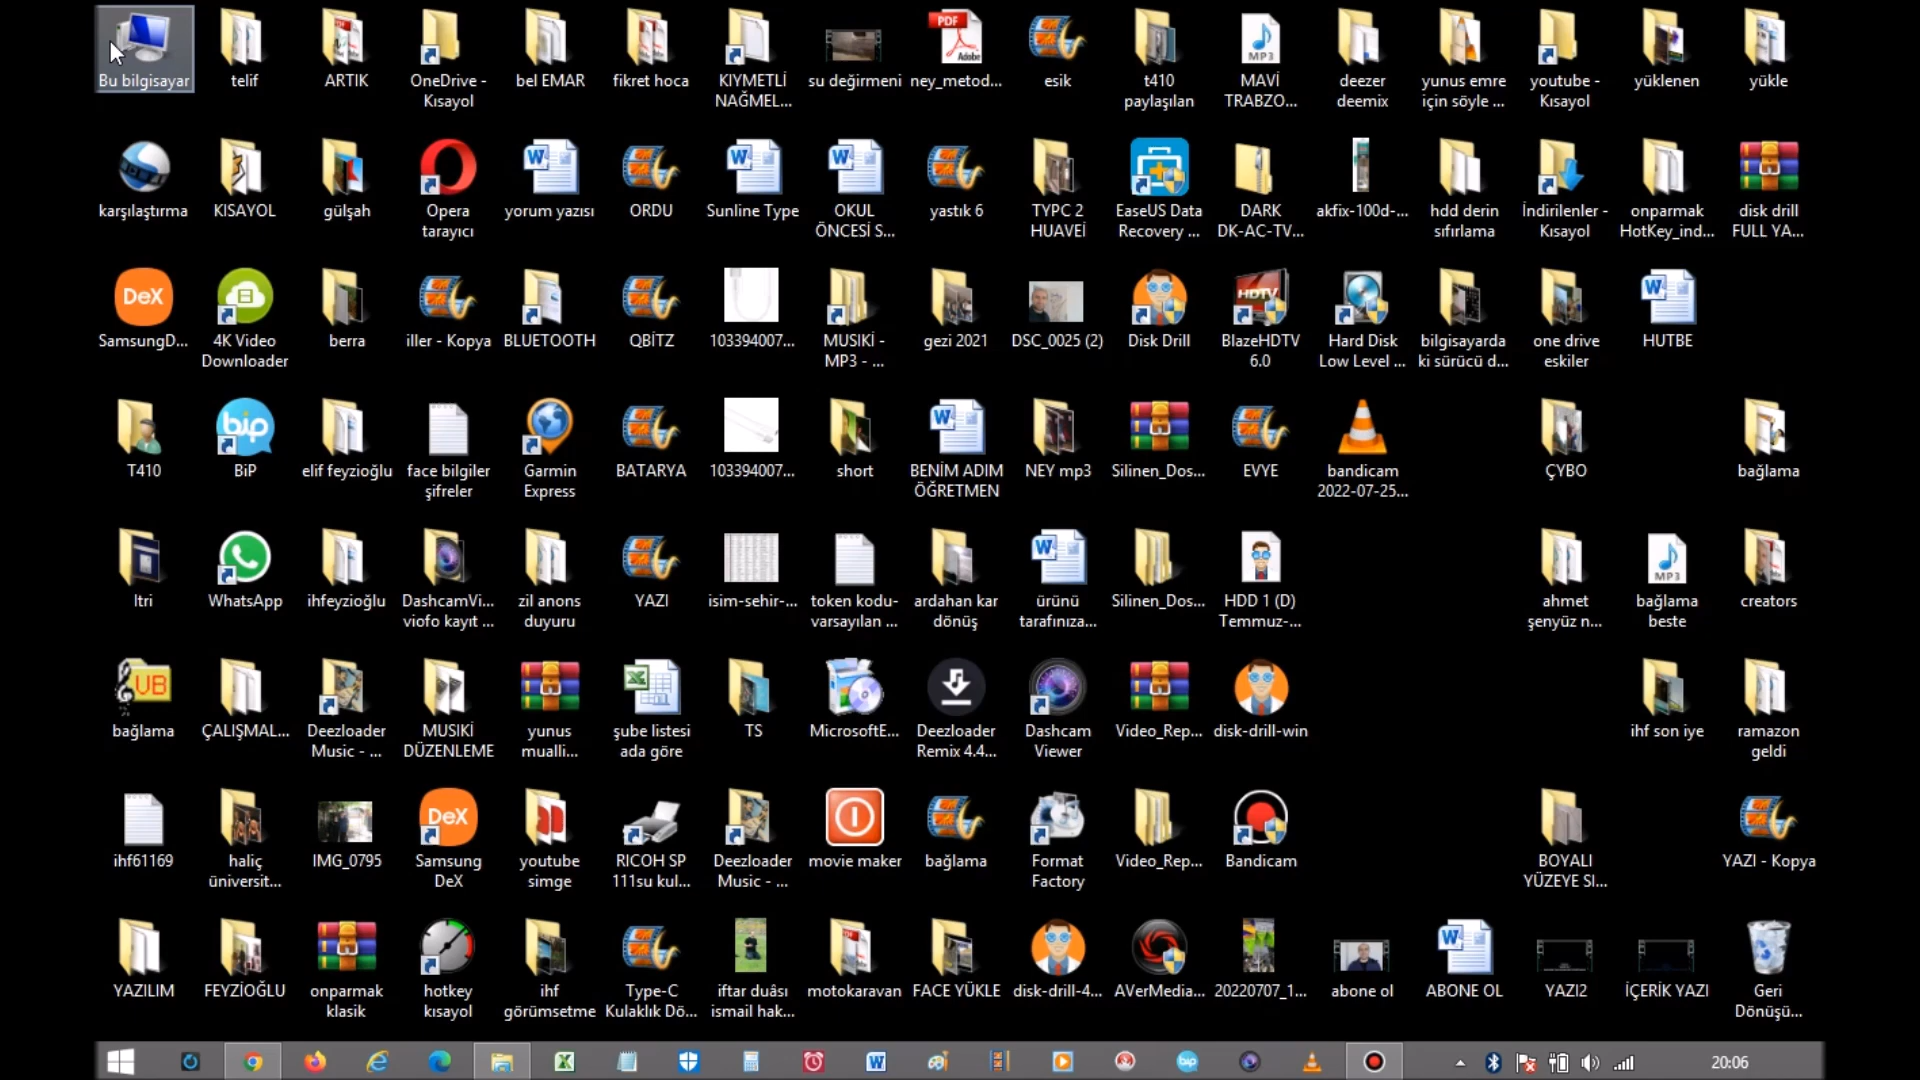 Bu bilgisayar
telif
ARTIK
OneDrive -
Kısayol
bel EMAR
fikret hoca
KIYMETLİ
NAĞMEL...
su değirmeni
ney_metod...
esik
t410
paylaşılan
MAVİ
TRABZO...
deezer
deemix
yunus emre
için söyle ...
youtube -
Kısayol
yüklenen
yükle
karşılaştırma
KISAYOL
gülşah
Opera
tarayıcı
yorum yazısı
ORDU
Sunline Type
OKUL
ÖNCESİ S...
yastık 6
TYPC 2
HUAVEİ
EaseUS Data
Recovery ...
DARK
DK-AC-TV...
akfix-100d-...
hdd derin
sıfırlama
İndirilenler -
Kısayol
onparmak
HotKey_ind...
disk drill
FULL YA...
DeX
SamsungD...
4K Video
Downloader
berra
iller - Kopya
BLUETOOTH
QBİTZ
103394007...
MUSIKİ -
MP3 - ...
gezi 2021
DSC_0025 (2)
Disk Drill
HDTV
BlazeHDTV
6.0
Hard Disk
Low Level ...
bilgisayarda
ki sürücü d...
one drive
eskiler
HUTBE
T410
bip
BiP
elif feyzioğlu
face bilgiler
şifreler
Garmin
Express
BATARYA
103394007...
short
BENİM ADIM
ÖĞRETMEN
NEY mp3
Silinen_Dos...
EVYE
bandicam
2022-07-25...
ÇYBO
bağlama
Itri
WhatsApp
ihfeyzioğlu
DashcamVi...
viofo kayıt ...
zil anons
duyuru
YAZI
isim-sehir-...
token kodu-
varsayılan ...
ardahan kar
dönüş
ürünü
tarafınıza...
Silinen_Dos...
HDD 1 (D)
Temmuz-...
ahmet
şenyüz n...
MP3
bağlama
beste
creators
VB
bağlama
ÇALIŞMAL...
Deezloader
Music - ...
MUSIKİ
DÜZENLEME
yunus
mualli...
şube listesi
ada göre
TS
MicrosoftE...
Deezloader
Remix 4.4...
Dashcam
Viewer
Video_Rep...
disk-drill-win
ihf son iye
ramazon
geldi
ihf61169
haliç
üniversit...
IMG_0795
DeX
Samsung
DeX
youtube
simge
RICOH SP
111su kul...
Deezloader
Music - ...
movie maker
bağlama
Format
Factory
Video_Rep...
Bandicam
BOYALI
YÜZEYE SI...
YAZI - Kopya
YAZILIM
FEYZİOĞLU
onparmak
klasik
hotkey
kısayol
ihf
görümsetme
Type-C
Kulaklık Dö...
iftar duâsı
ismail hak...
motokaravan
FACE YÜKLE
disk-drill-4...
AVerMedia...
20220707_1...
abone ol
ABONE OL
YAZI2
İÇERİK YAZI
Geri
Dönüşü...
20:06